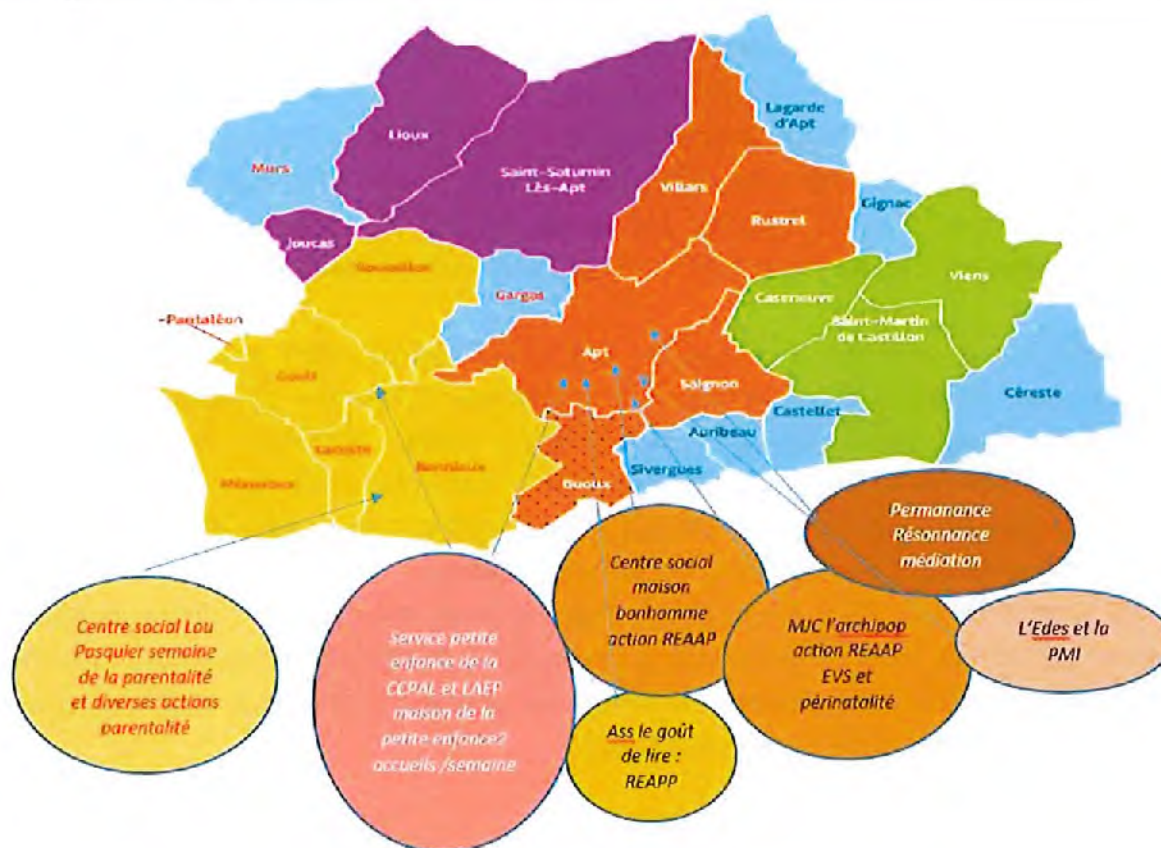 Lagarde
d'Apt
Lioux
Murs
Saint-Saturnin
Lès-Apt
Villars
Rustrel
Gignac
Joucas
Roussillon
Gargas
Viens
Caseneuve
-Pantaléon
Saint-Martin
de Castillon
Apt
Goult
Saignon
Céreste
Castellet
Auribeau
Lacoste
Bonnieux
Sivergues
Ménerbes
Buoux
Permanance
Résonnance
médiation
Centre social
maison
bonhomme
action REAAP
Centre social Lou
Pasquier semaine
de la parentalité
et diverses actions
parentalité
Service petite
enfance de la
CCPAL et LAEP
maison de la
petite enfance2
accueils /semaine
MJC l'archipop
action REAAP
EVS et
périnatalité
L'Edes et la
PMI
Ass le goût
de lire :
REAPP